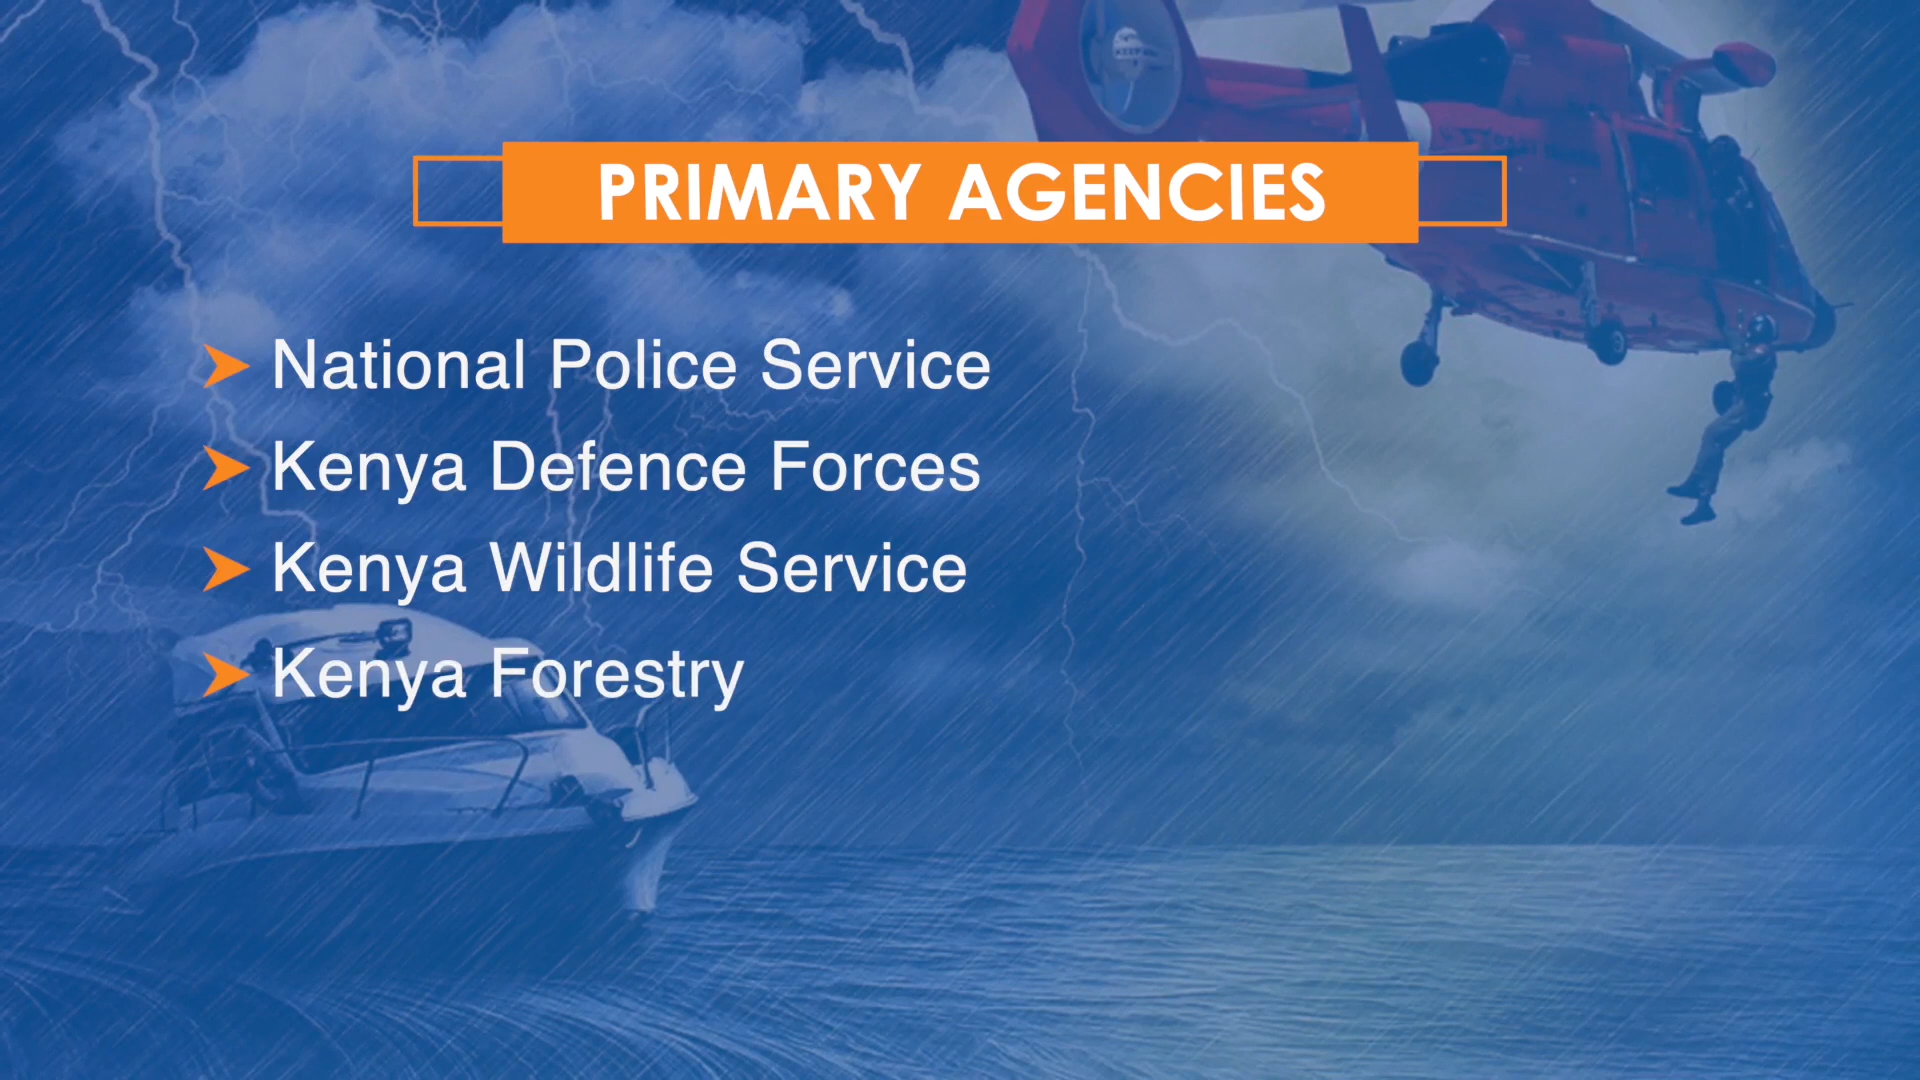 PRIMARY AGENCIES
National Police Service
Kenya Defence Forces
Kenya Wildlife Service
Kenya Forestry